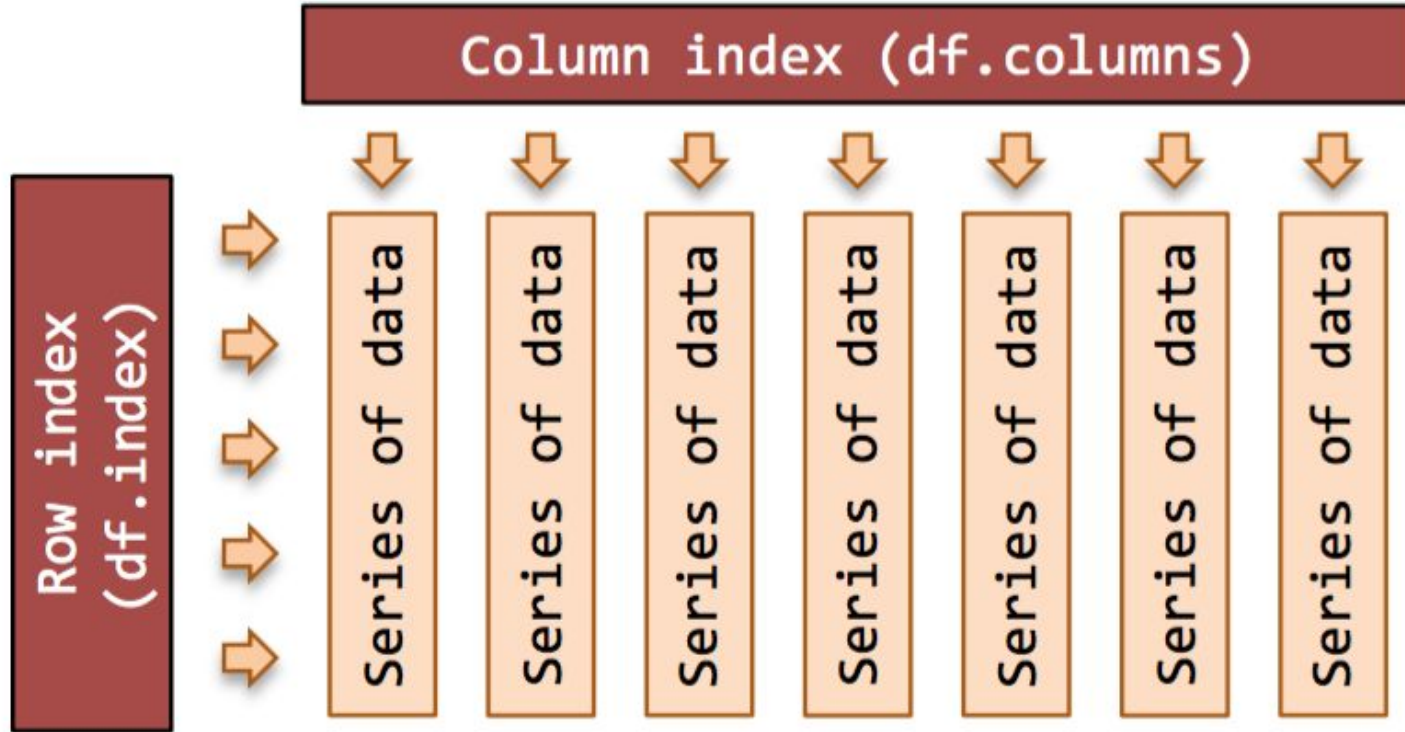 Column index (df.columns)
Row index
(df.index)
Series of data
Series of data
Series of data
Series of data
Series of data
Series of data
Series of data